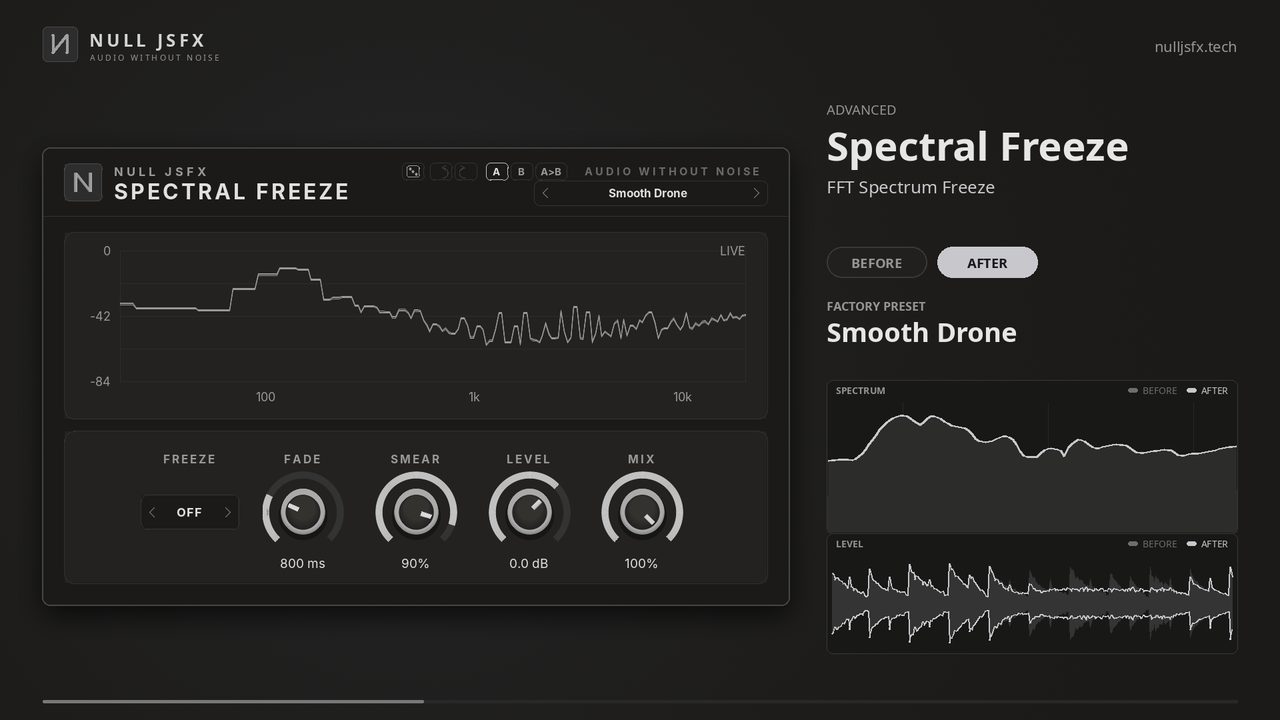 NULL JSFX
AUDIO WITHOUT NOISE
nulljsfx.tech
N
NULL JSFX
SPECTRAL FREEZE
A
B
A>B
AUDIO WITHOUT NOISE
Smooth Drone
0
-42
-84
LIVE
100
1k
10k
FREEZE
FADE
SMEAR
LEVEL
MIX
OFF
800 ms
90%
0.0 dB
100%
ADVANCED
Spectral Freeze
FFT Spectrum Freeze
BEFORE
AFTER
FACTORY PRESET
Smooth Drone
SPECTRUM
BEFORE
AFTER
LEVEL
BEFORE
AFTER